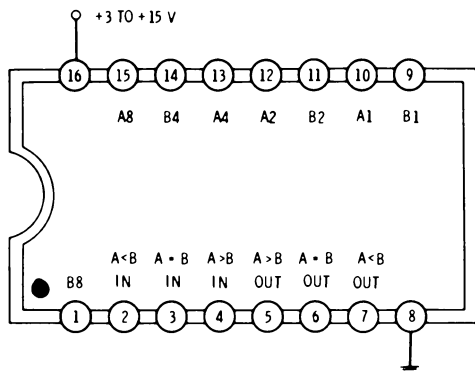 +3 TO +15 V
16 15 14 13 12 11 10 9
A8 B4 A4 A2 B2 A1 B1
A<B A=B A>B A>B A=B A<B
B8 IN IN IN OUT OUT OUT
1 2 3 4 5 6 7 8